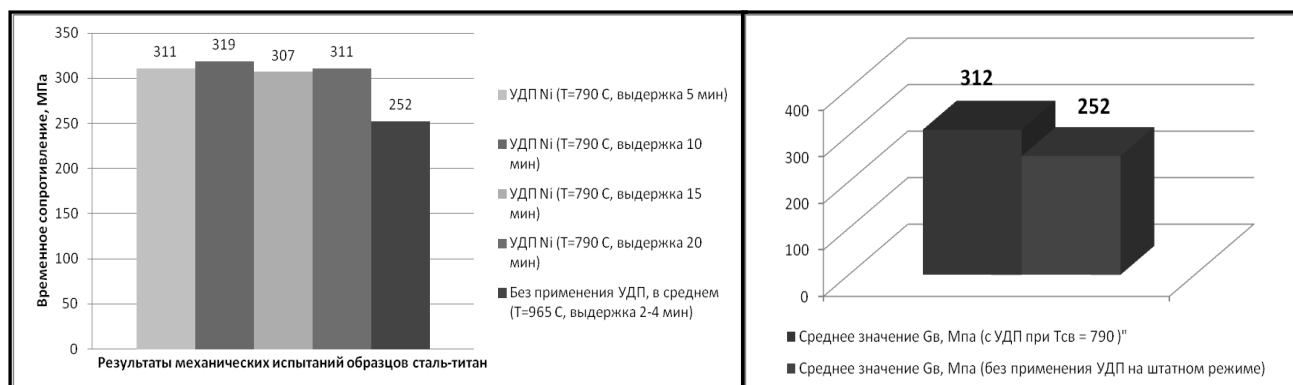 350
300
250
200
150
100
50
0
Временное сопротивление, МПа
311
319
307
311
252
Результаты механических испытаний образцов сталь-титан
УДП Ni (T=790 C, выдержка 5 мин)
УДП Ni (T=790 C, выдержка 10
мин)
УДП Ni (T=790 C, выдержка 15
мин)
УДП Ni (T=790 C, выдержка 20
мин)
Без применения УДП, в среднем
(T=965 C, выдержка 2-4 мин)
400
300
200
100
0
312
252
Среднее значение Gв, Мпа (с УДП при Tсв = 790 )"
Среднее значение Gв, Мпа (без применения УДП на штатном режиме)